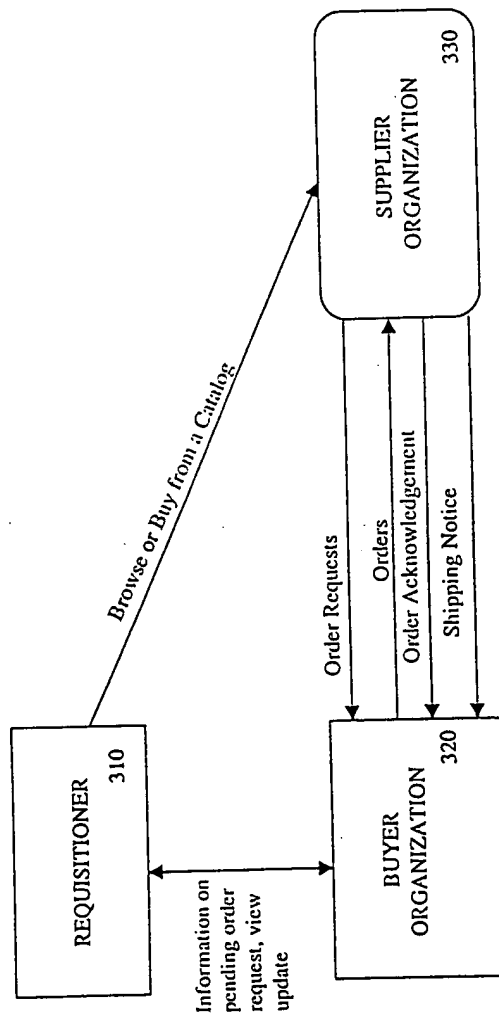 REQUISITIONER
310
Browse or Buy from a Catalog
Information on
pending order
request, view
update
BUYER
ORGANIZATION
320
Order Requests
Orders
Order Acknowledgement
Shipping Notice
SUPPLIER
ORGANIZATION
330